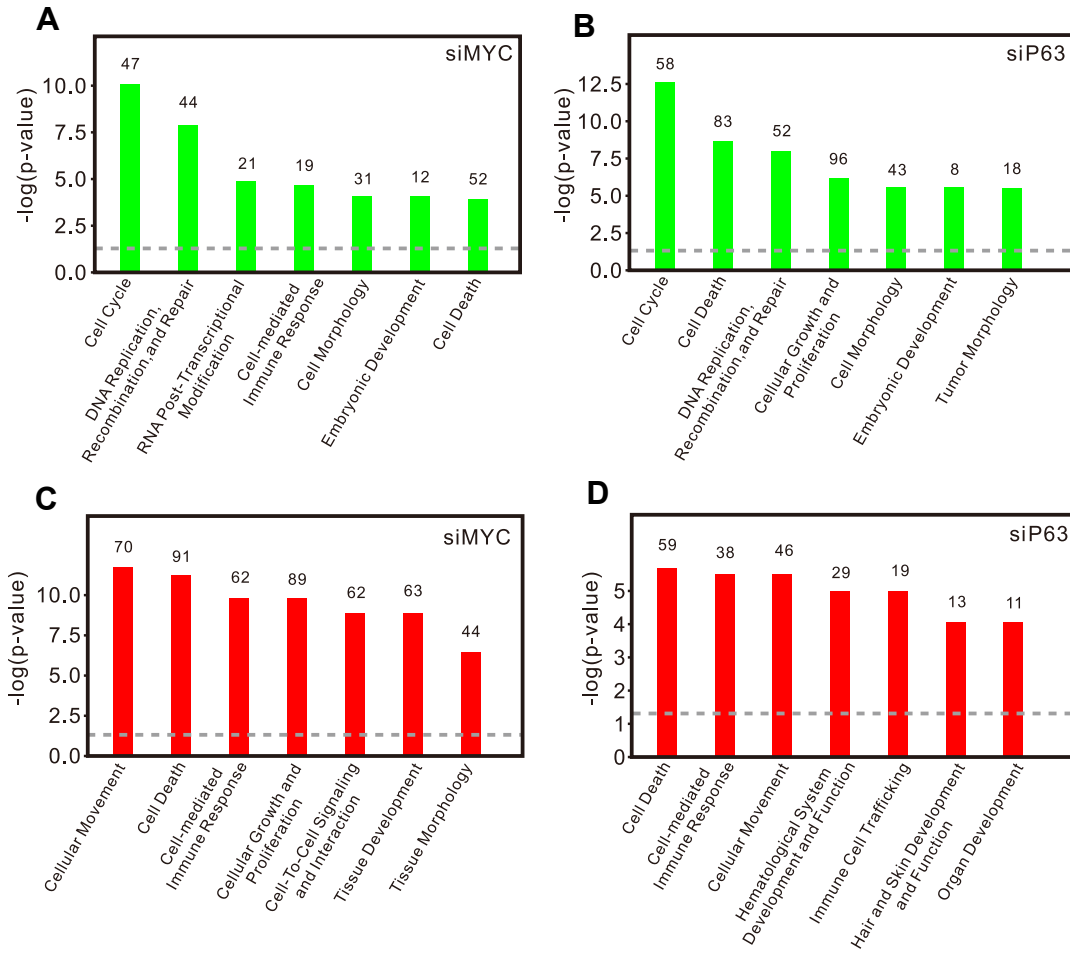 A
siMYC
-log(p-value)
10.0
7.5
5.0
2.5
0.0
47
44
21
19
31
12
52
Cell Cycle
DNA Replication,
Recombination,and Repair
RNA Post-Transcriptional
Modification
Cell-mediated
Immune Response
Cell Morphology
Embryonic Development
Cell Death
B
siP63
-log(p-value)
12.5
10.0
7.5
5.0
2.5
0.0
58
83
52
96
43
8
18
Cell Cycle
Cell Death
DNA Replication,
Recombination,and Repair
Cellular Growth and
Proliferation
Cell Morphology
Embryonic Development
Tumor Morphology
C
siMYC
-log(p-value)
10.0
7.5
5.0
2.5
0.0
70
91
62
89
62
63
44
Cellular Movement
Cell Death
Cell-mediated
Immune Response
Cellular Growth and
Proliferation
Cell-To-Cell Signaling
and Interaction
Tissue Development
Tissue Morphology
D
siP63
-log(p-value)
5
4
3
2
1
0
59
38
46
29
19
13
11
Cell Death
Cell-mediated
Immune Response
Cellular Movement
Hematological System
Development and Function
Immune Cell Trafficking
Hair and Skin Development
and Function
Organ Development